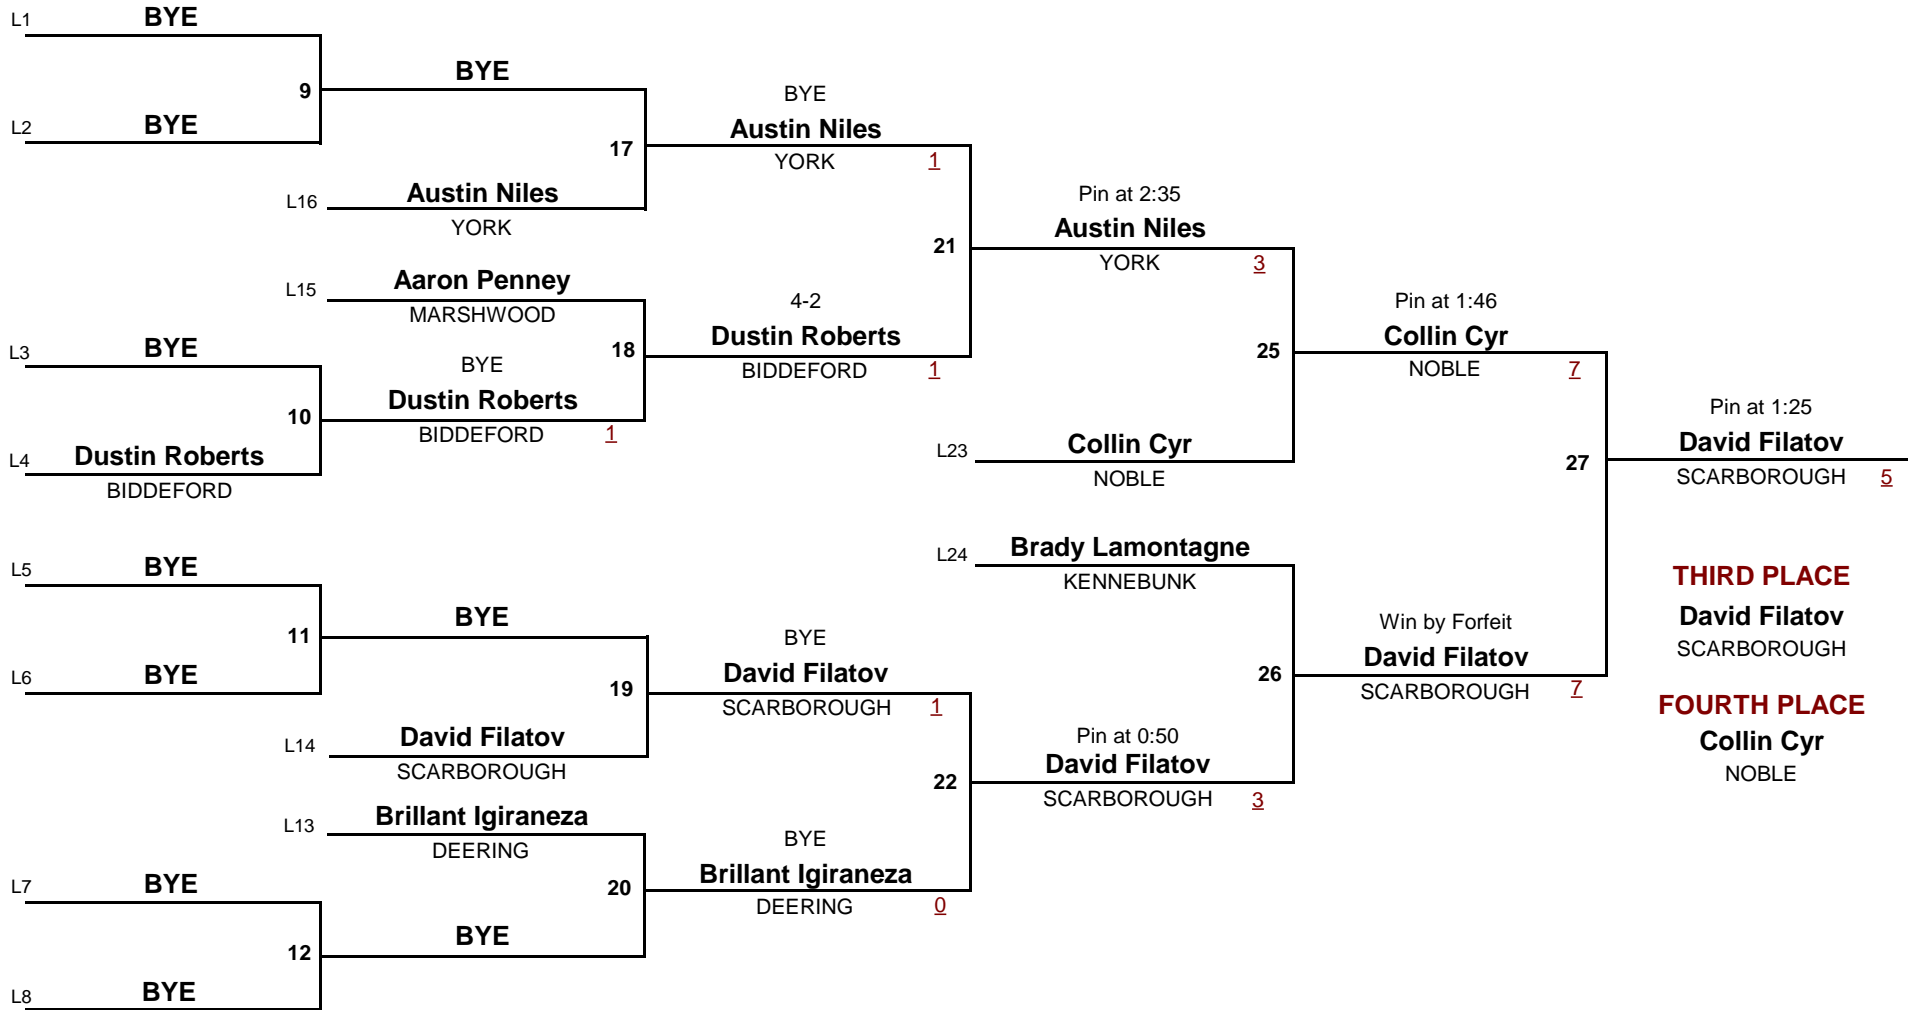 L1 BYE
9
L2 BYE
BYE
17
L16 Austin Niles
YORK
L15 Aaron Penney
MARSHWOOD
L3 BYE
BYE
18
10
Dustin Roberts
BIDDEFORD 1
L4 Dustin Roberts
BIDDEFORD
L5 BYE
11
L6 BYE
BYE
19
L14 David Filatov
SCARBOROUGH
L13 Brillant Igiraneza
DEERING
L7 BYE
20
12
BYE
L8 BYE
BYE
Austin Niles
YORK 1
21
4-2
Dustin Roberts
BIDDEFORD 1
BYE
David Filatov
SCARBOROUGH 1
22
BYE
Brillant Igiraneza
DEERING 0
Pin at 2:35
Austin Niles
YORK 3
25
L23 Collin Cyr
NOBLE
L24 Brady Lamontagne
KENNEBUNK
26
Pin at 0:50
David Filatov
SCARBOROUGH 3
Pin at 1:46
Collin Cyr
NOBLE 7
27
Win by Forfeit
David Filatov
SCARBOROUGH 7
Pin at 1:25
David Filatov
SCARBOROUGH 5
THIRD PLACE
David Filatov
SCARBOROUGH
FOURTH PLACE
Collin Cyr
NOBLE